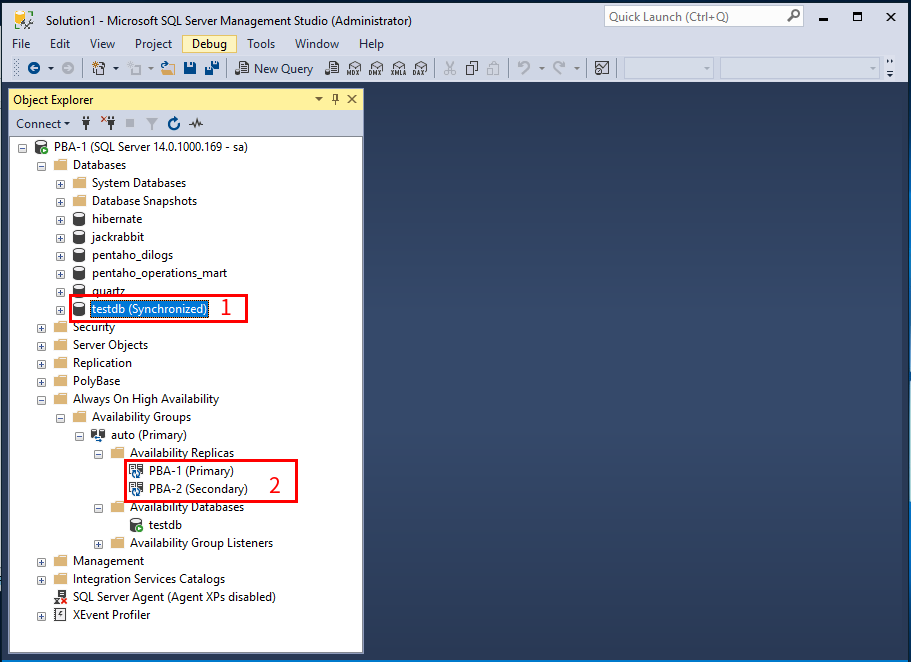 Solution1 - Microsoft SQL Server Management Studio (Administrator)
Quick Launch (Ctrl+Q)
File Edit View Project Debug Tools Window Help
New Query MDX DMX XMLA DAX
Object Explorer
Connect
PBA-1 (SQL Server 14.0.1000.169 - sa)
Databases
System Databases
Database Snapshots
hibernate
jackrabbit
pentaho_dilogs
pentaho_operations_mart
quartz
testdb (Synchronized) 1
Security
Server Objects
Replication
PolyBase
Always On High Availability
Availability Groups
auto (Primary)
Availability Replicas
PBA-1 (Primary)
PBA-2 (Secondary) 2
Availability Databases
testdb
Availability Group Listeners
Management
Integration Services Catalogs
SQL Server Agent (Agent XPs disabled)
XEvent Profiler